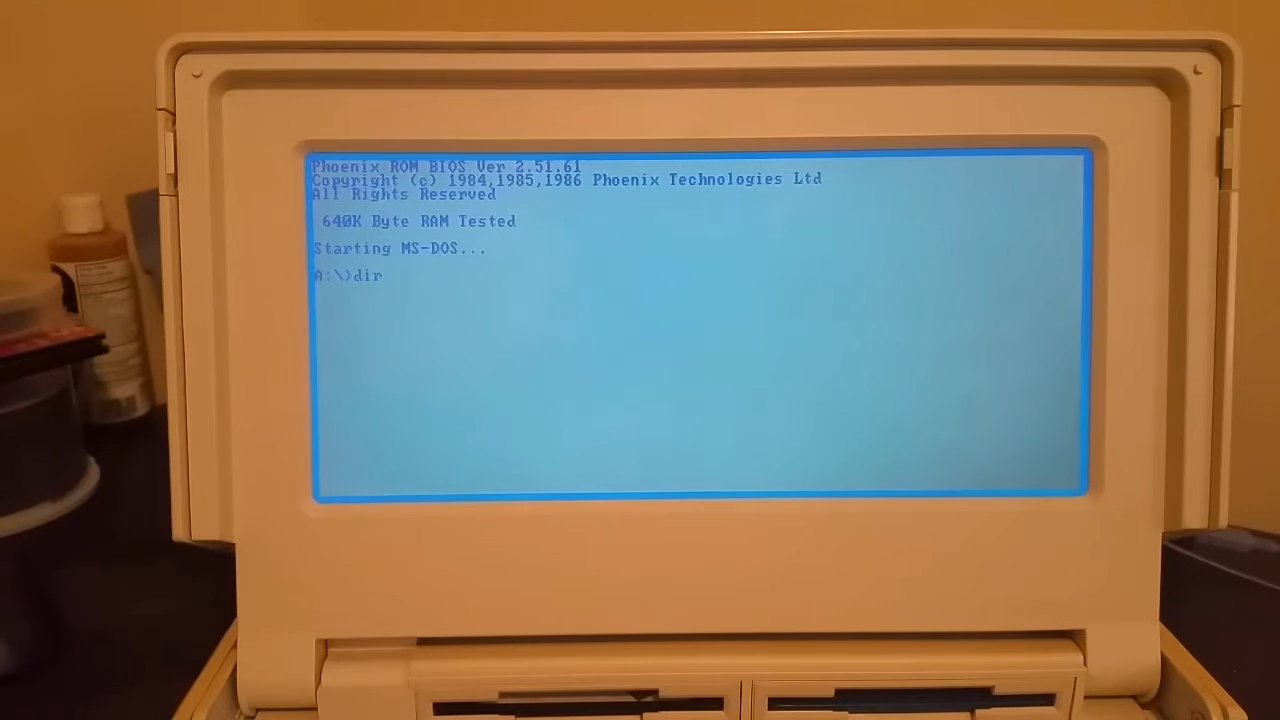 Phoenix ROM BIOS Ver 2.51.61
Copyright (c) 1984,1985,1986 Phoenix Technologies Ltd
All Rights Reserved
640K Byte RAM Tested
Starting MS-DOS...
A:\>dir